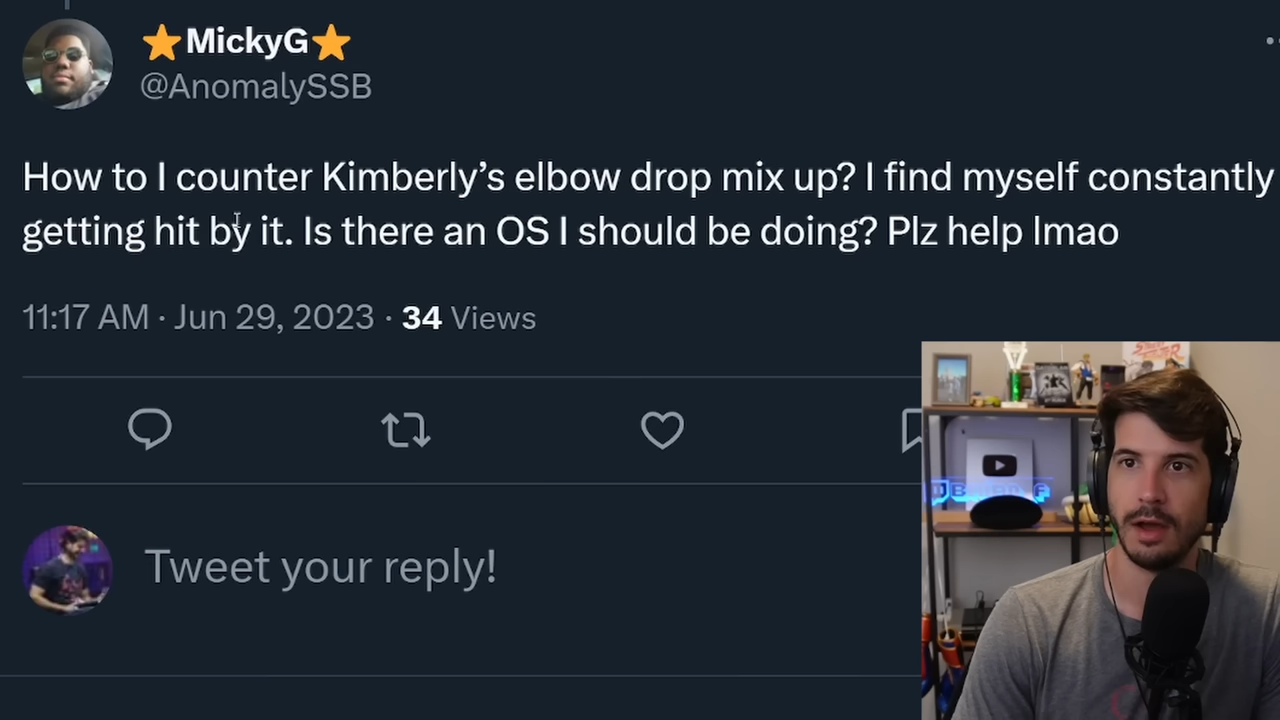 ⭐MickyG⭐
@AnomalySSB
How to I counter Kimberly’s elbow drop mix up? I find myself constantly
getting hit by it. Is there an OS I should be doing? Plz help lmao
11:17 AM · Jun 29, 2023 · 34 Views
Tweet your reply!